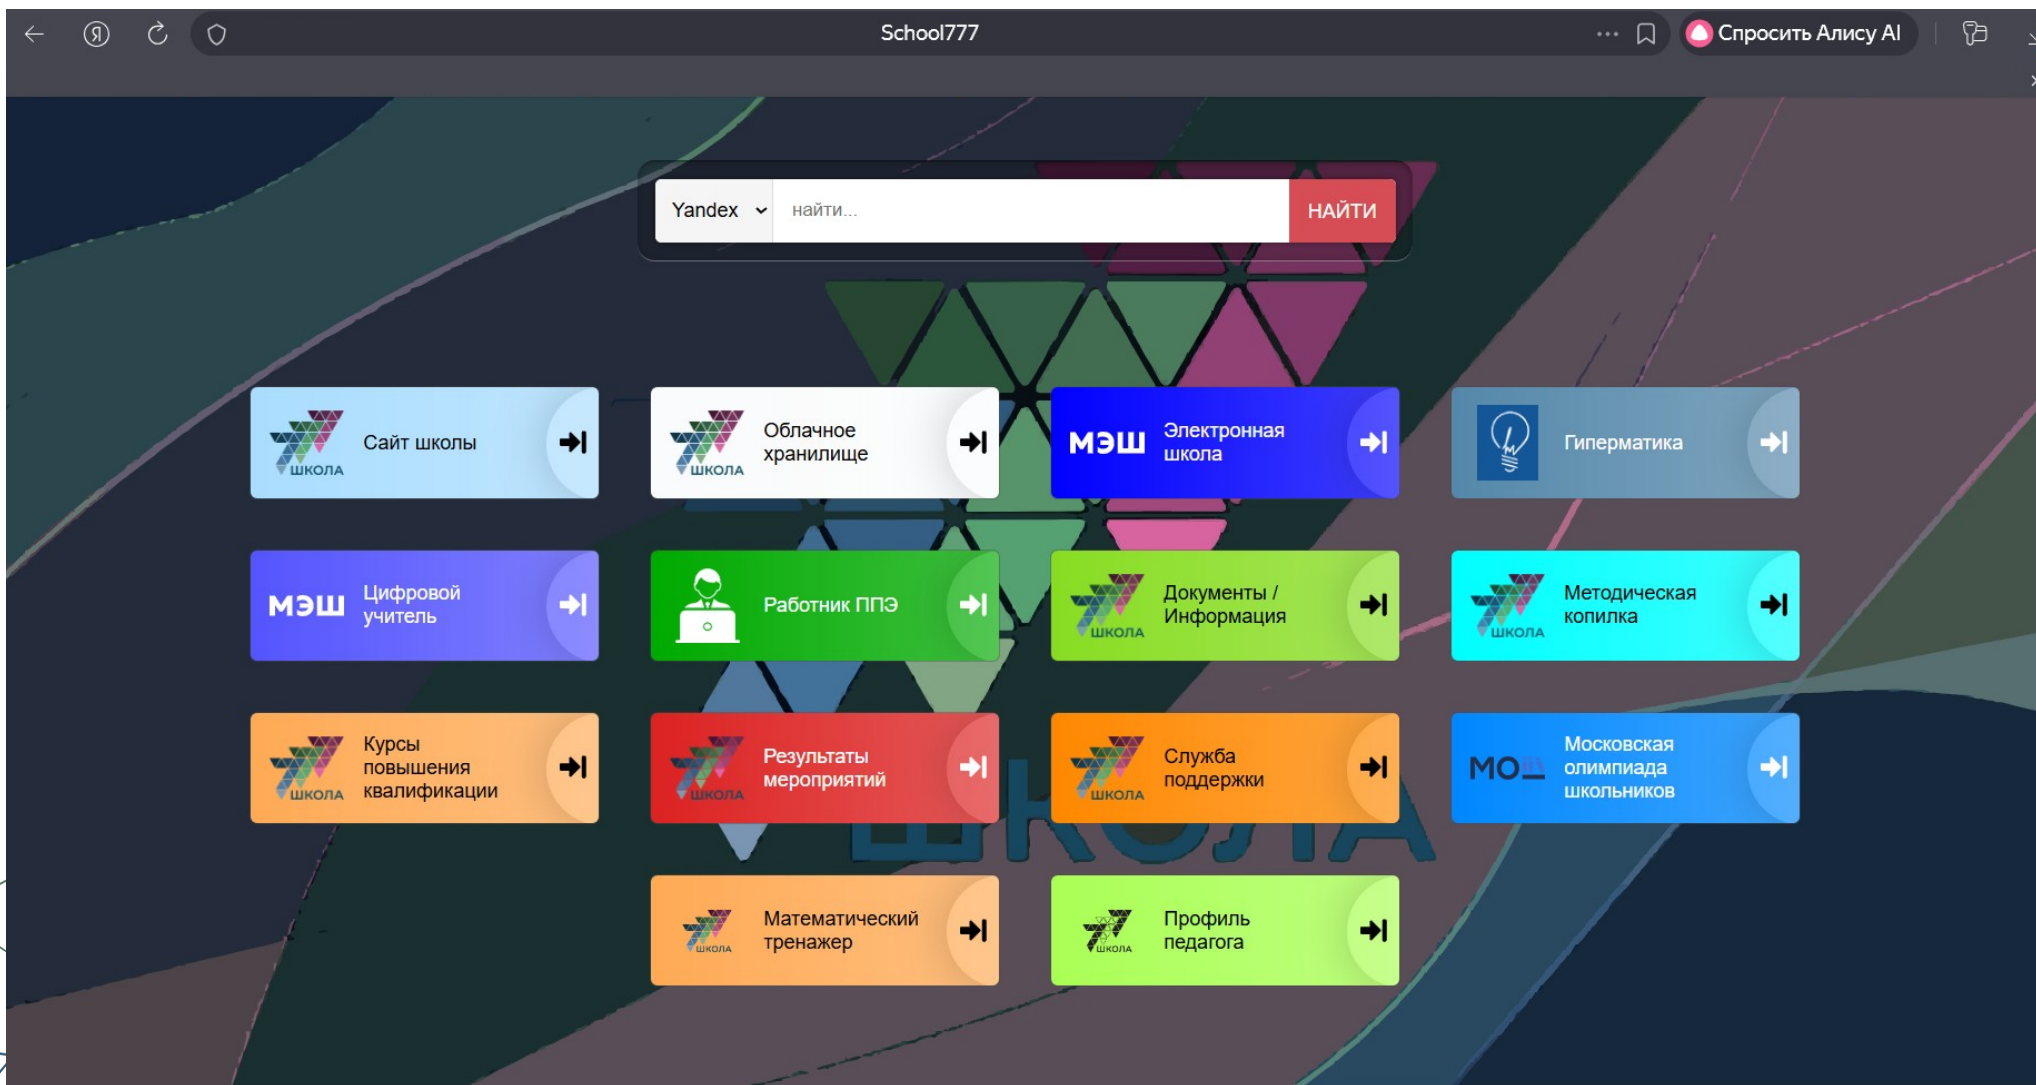 School777
Спросить Алису AI
Yandex
найти...
НАЙТИ
ШКОЛА
Сайт школы
ШКОЛА
Облачное
хранилище
МЭШ
Электронная
школа
Гиперматика
МЭШ
Цифровой
учитель
Работник ППЭ
ШКОЛА
Документы /
Информация
ШКОЛА
Методическая
копилка
ШКОЛА
Курсы
повышения
квалификации
ШКОЛА
Результаты
мероприятий
ШКОЛА
Служба
поддержки
МОШ
Московская
олимпиада
школьников
ШКОЛА
ШКОЛА
Математический
тренажер
ШКОЛА
Профиль
педагога